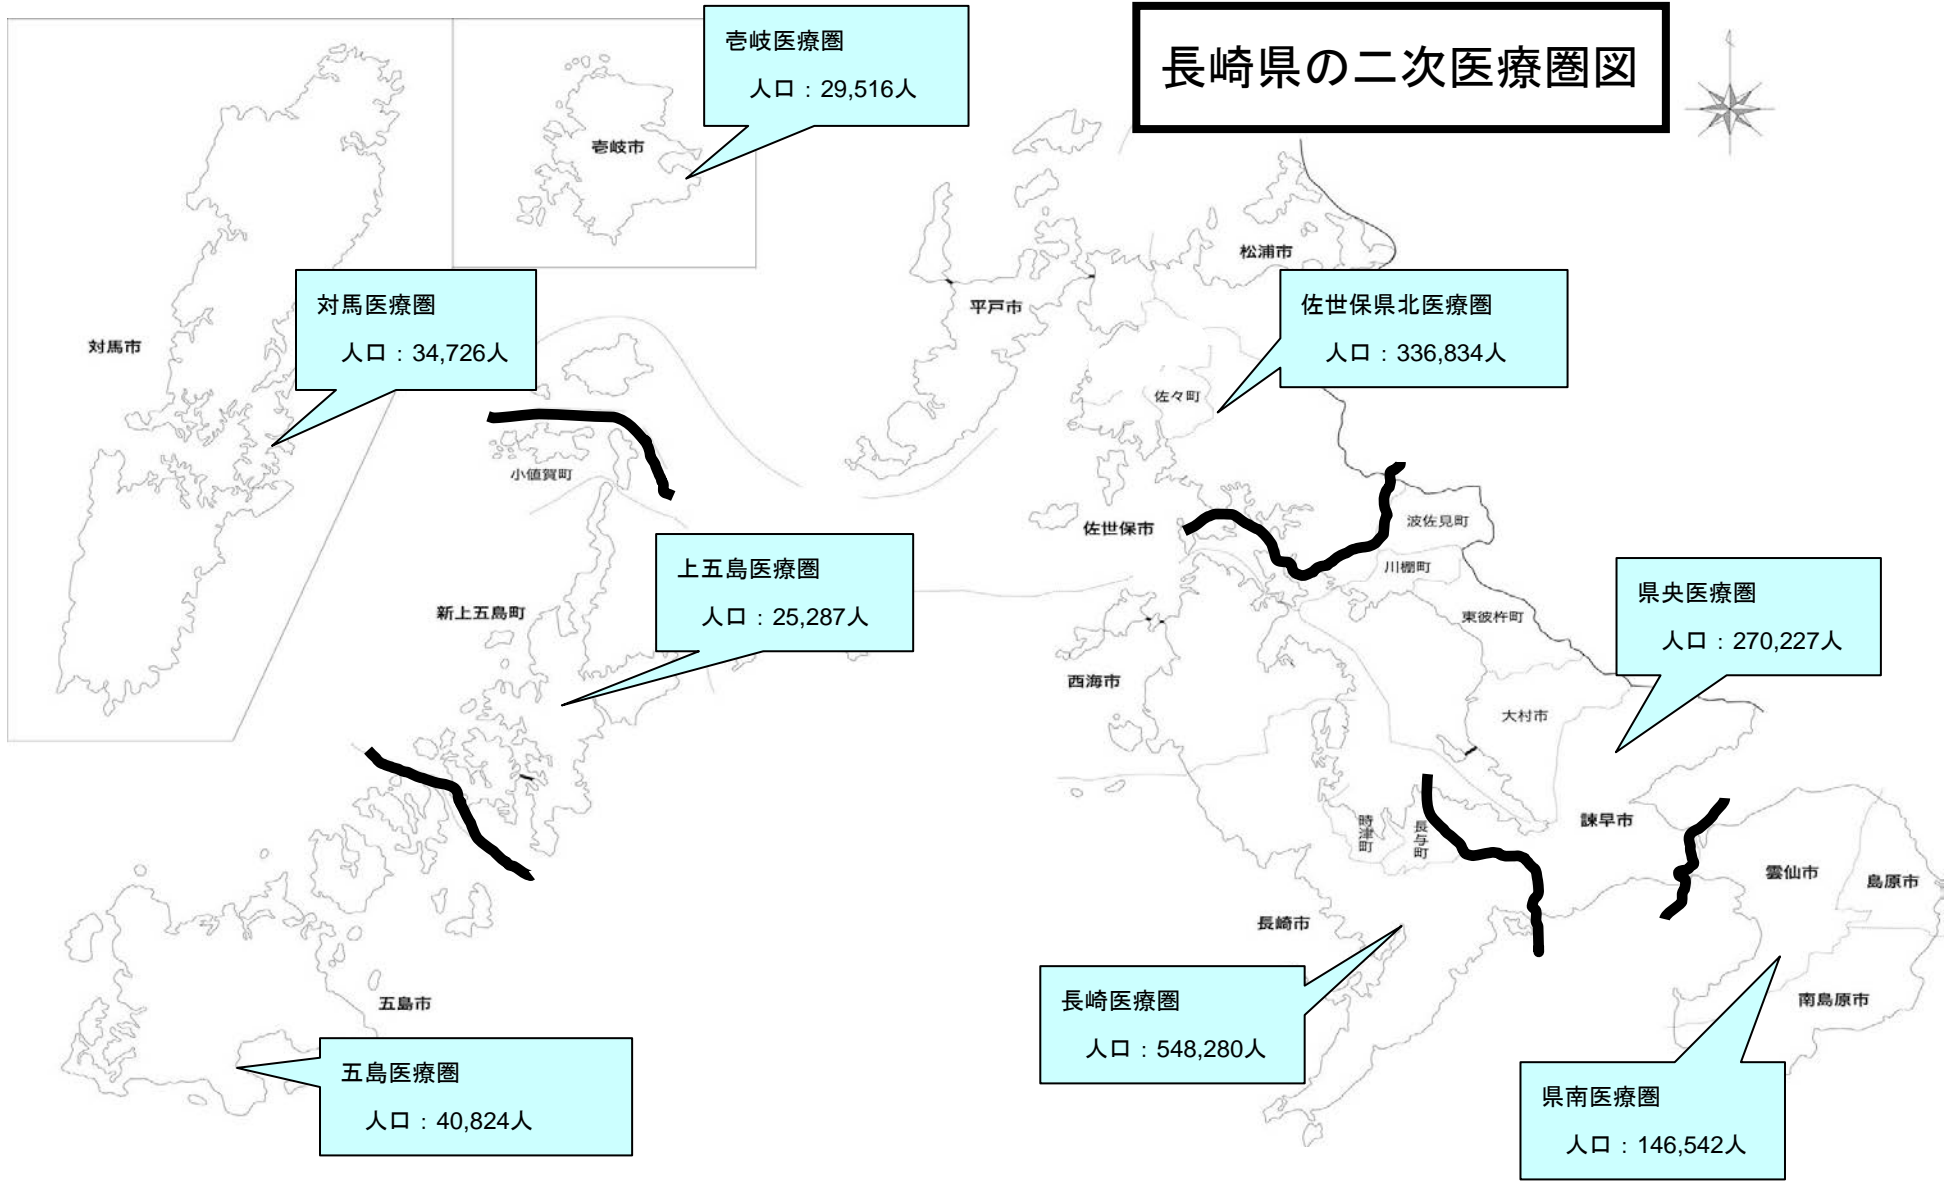 長崎県の二次医療圏図
壱岐医療圏
人口：29,516人
壱岐市
松浦市
対馬医療圏
人口：34,726人
対馬市
平戸市
佐世保県北医療圏
人口：336,834人
佐々町
小値賀町
佐世保市
波佐見町
川棚町
上五島医療圏
人口：25,287人
新上五島町
東彼杵町
県央医療圏
人口：270,227人
西海市
大村市
時津町
長与町
諫早市
雲仙市
島原市
長崎市
五島市
南島原市
長崎医療圏
人口：548,280人
五島医療圏
人口：40,824人
県南医療圏
人口：146,542人